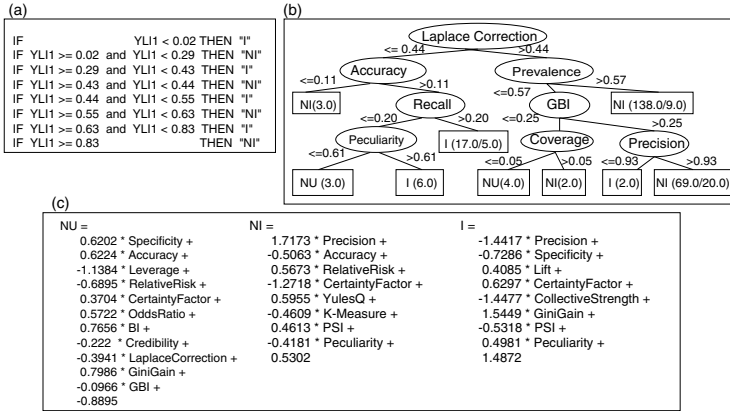 (a)
IF YLI1 < 0.02 THEN "I"
IF YLI1 >= 0.02 and YLI1 < 0.29 THEN "NI"
IF YLI1 >= 0.29 and YLI1 < 0.43 THEN "I"
IF YLI1 >= 0.43 and YLI1 < 0.44 THEN "NI"
IF YLI1 >= 0.44 and YLI1 < 0.55 THEN "I"
IF YLI1 >= 0.55 and YLI1 < 0.63 THEN "NI"
IF YLI1 >= 0.63 and YLI1 < 0.83 THEN "I"
IF YLI1 >= 0.83 THEN "NI"
(b)
Laplace Correction
<= 0.44 >0.44
Accuracy Prevalence
<=0.11 >0.11 <=0.57 >0.57
NI(3.0) Recall GBI NI (138.0/9.0)
<=0.20 >0.20 <=0.25 >0.25
Peculiarity I (17.0/5.0) Coverage Precision
<=0.61 >0.61 <=0.05 >0.05 <=0.93 >0.93
NU (3.0) I (6.0) NU(4.0) NI(2.0) I (2.0) NI (69.0/20.0)
(c)
NU =
0.6202 * Specificity +
0.6224 * Accuracy +
-1.1384 * Leverage +
-0.6895 * RelativeRisk +
0.3704 * CertaintyFactor +
0.5722 * OddsRatio +
0.7656 * BI +
-0.222 * Credibility +
-0.3941 * LaplaceCorrection +
0.7986 * GiniGain +
-0.0966 * GBI +
-0.8895
NI =
1.7173 * Precision +
-0.5063 * Accuracy +
0.5673 * RelativeRisk +
-1.2718 * CertaintyFactor +
0.5955 * YulesQ +
-0.4609 * K-Measure +
0.4613 * PSI +
-0.4181 * Peculiarity +
0.5302
I =
-1.4417 * Precision +
-0.7286 * Specificity +
0.4085 * Lift +
0.6297 * CertaintyFactor +
-1.4477 * CollectiveStrength +
1.5449 * GiniGain +
-0.5318 * PSI +
0.4981 * Peculiarity +
1.4872